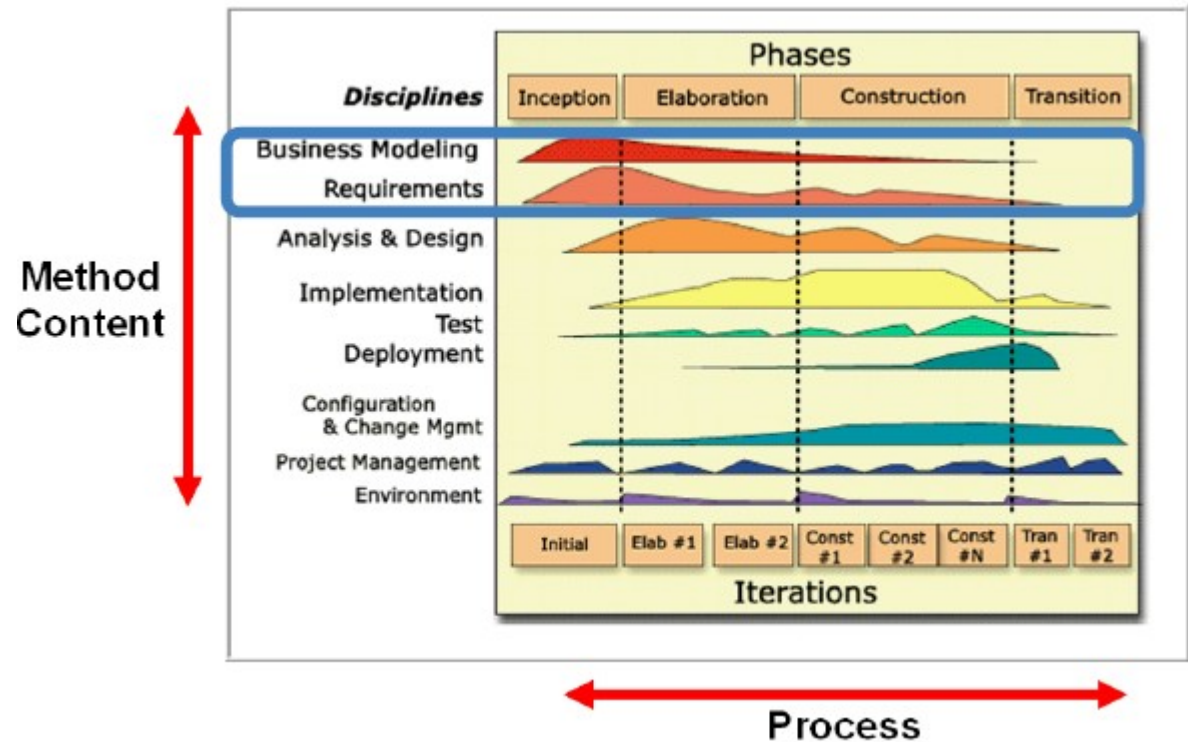 Phases
Disciplines Inception Elaboration Construction Transition
Business Modeling
Requirements
Analysis & Design
Implementation
Test
Deployment
Configuration
& Change Mgmt
Project Management
Environment
Method
Content
Initial Elab #1 Elab #2 Const #1 Const #2 Const #N Tran #1 Tran #2
Iterations
Process